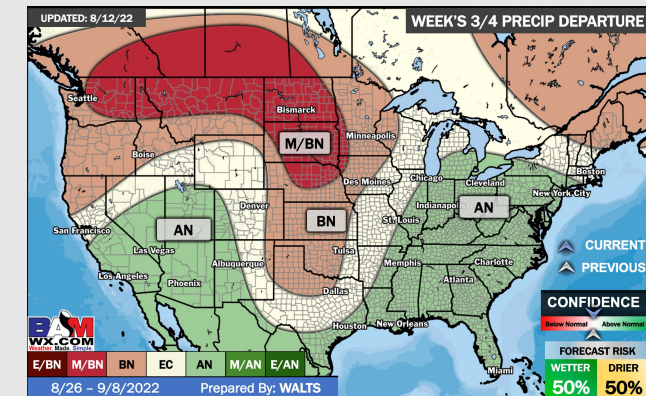 UPDATED: 8/12/22
WEEK'S 3/4 PRECIP DEPARTURE
Seattle
Bismarck
M/BN
Minneapolis
Boise
Boston
Des Moines
Chicago
Cleveland
New York City
Denver
Indianapol
AN
BN
St. Louis
San Francisco
AN
Las Vegas
Tulsa
CURRENT
Albuquerque
Memphis
Charlotte
PREVIOUS
Los Angeles
Phoenix
Atlanta
Dallas
CONFIDENCE
Below Normal
Above Normal
Houston
New Orleans
BAM
WX.COM
Weather. Made. Simple.
FORECAST RISK
E/BN M/BN BN EC AN M/AN E/AN
Miami
WETTER DRIER
50% 50%
8/26 – 9/8/2022 Prepared By: WALTS